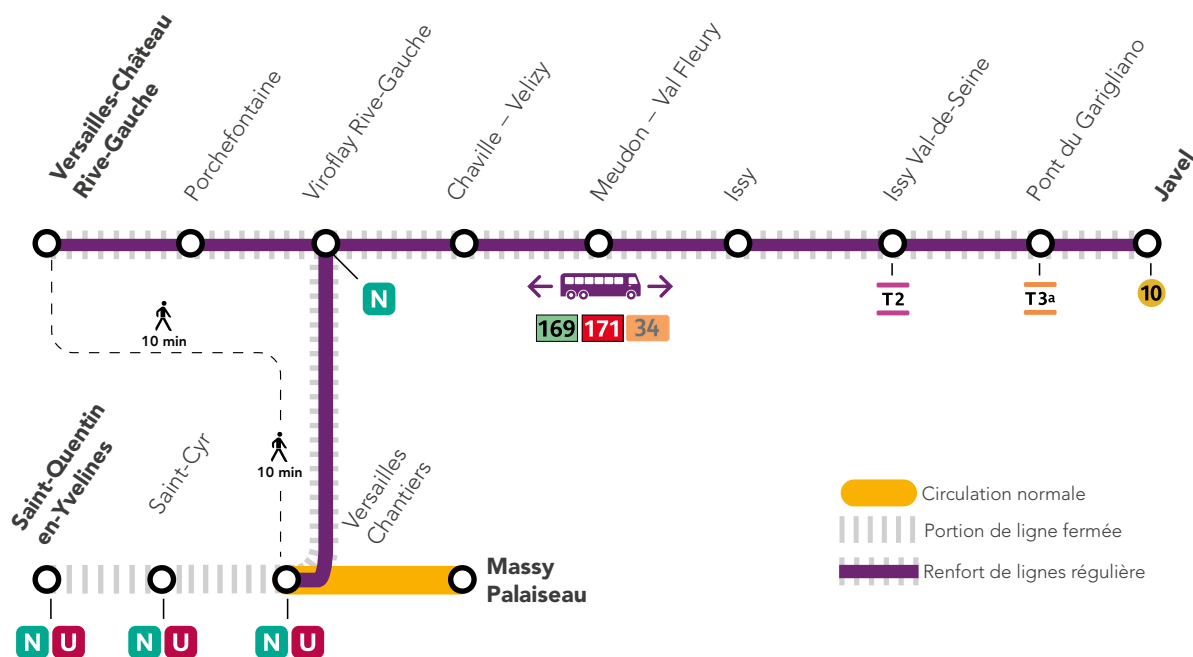 Versailles-Château
Rive-Gauche
Porchefontaine
Viroflay Rive-Gauche
Chaville – Velizy
Meudon – Val Fleury
Issy
Issy Val-de-Seine
Pont du Garigliano
Javel
N
169 171 34
T2
T3a
10
10 min
10 min
Saint-Quentin
en-Yvelines
Saint-Cyr
Versailles
Chantiers
Massy
Palaiseau
N U
N U
N U
Circulation normale
Portion de ligne fermée
Renfort de lignes régulière